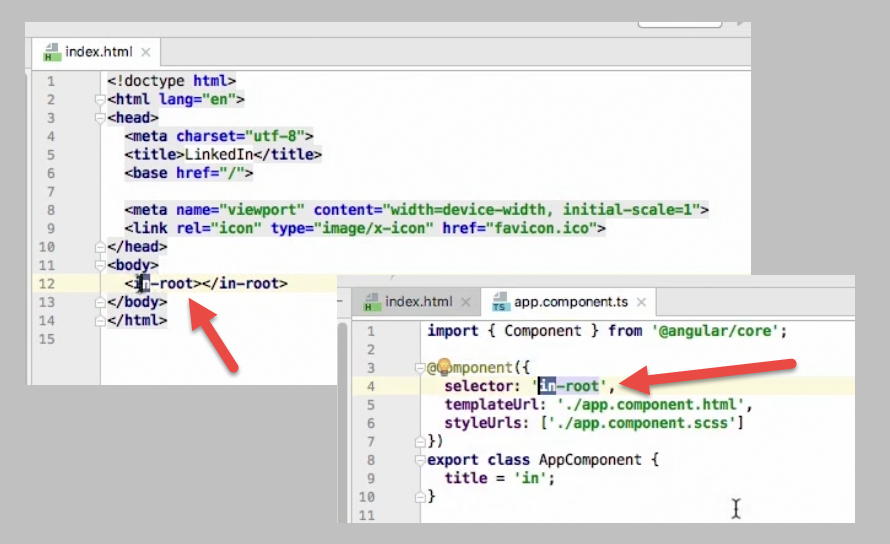 index.html
1 <!doctype html>
2 <html lang="en">
3 <head>
4 <meta charset="utf-8">
5 <title>LinkedIn</title>
6 <base href="/">
7
8 <meta name="viewport" content="width=device-width, initial-scale=1">
9 <link rel="icon" type="image/x-icon" href="favicon.ico">
10 </head>
11 <body>
12 <in-root></in-root>
13 </body>
14 </html>
15
index.html app.component.ts
1 import { Component } from '@angular/core';
2
3 @Component({
4 selector: 'in-root',
5 templateUrl: './app.component.html',
6 styleUrls: ['./app.component.scss']
7 })
8 export class AppComponent {
9 title = 'in';
10 }
11